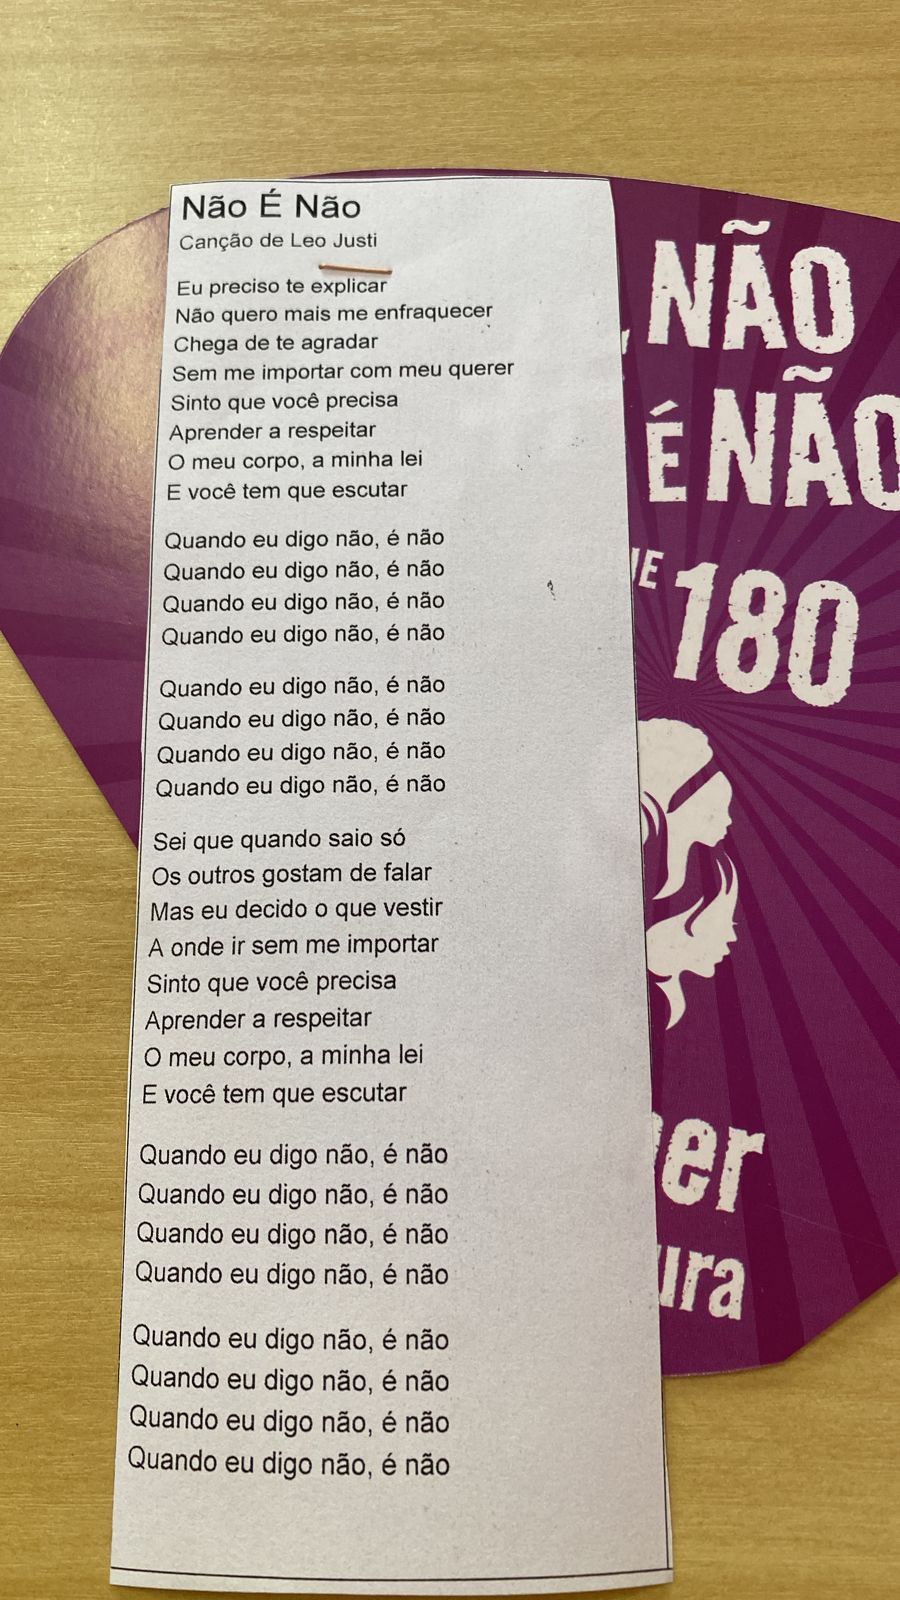 Não É Não
Canção de Leo Justi
Eu preciso te explicar
Não quero mais me enfraquecer
Chega de te agradar
Sem me importar com meu querer
Sinto que você precisa
Aprender a respeitar
O meu corpo, a minha lei
E você tem que escutar
Quando eu digo não, é não
Quando eu digo não, é não
Quando eu digo não, é não
Quando eu digo não, é não
Quando eu digo não, é não
Quando eu digo não, é não
Quando eu digo não, é não
Quando eu digo não, é não
Sei que quando saio só
Os outros gostam de falar
Mas eu decido o que vestir
A onde ir sem me importar
Sinto que você precisa
Aprender a respeitar
O meu corpo, a minha lei
E você tem que escutar
Quando eu digo não, é não
Quando eu digo não, é não
Quando eu digo não, é não
Quando eu digo não, é não
Quando eu digo não, é não
Quando eu digo não, é não
Quando eu digo não, é não
Quando eu digo não, é não
, NÃO
É NÃO
180